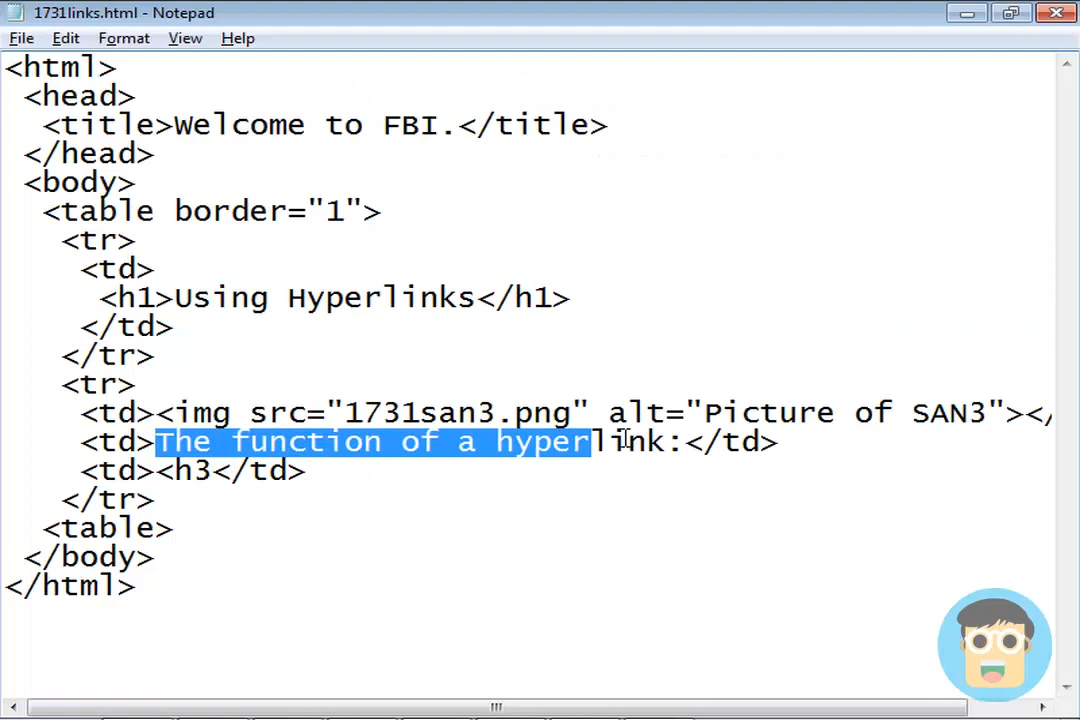 1731links.html - Notepad
File Edit Format View Help
<html>
<head>
<title>Welcome to FBI.</title>
</head>
<body>
<table border="1">
<tr>
<td>
<h1>Using Hyperlinks</h1>
</td>
</tr>
<tr>
<td><img src="1731san3.png" alt="Picture of SAN3"></
<td>The function of a hyperlink:</td>
<td><h3</td>
</tr>
<table>
</body>
</html>